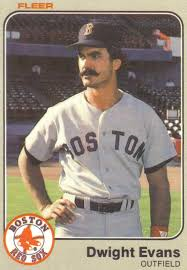 FLEER
B
BOSTON
BOSTON
RED SOX
Dwight Evans
OUTFIELD